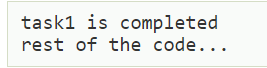 task1 is completed
rest of the code...